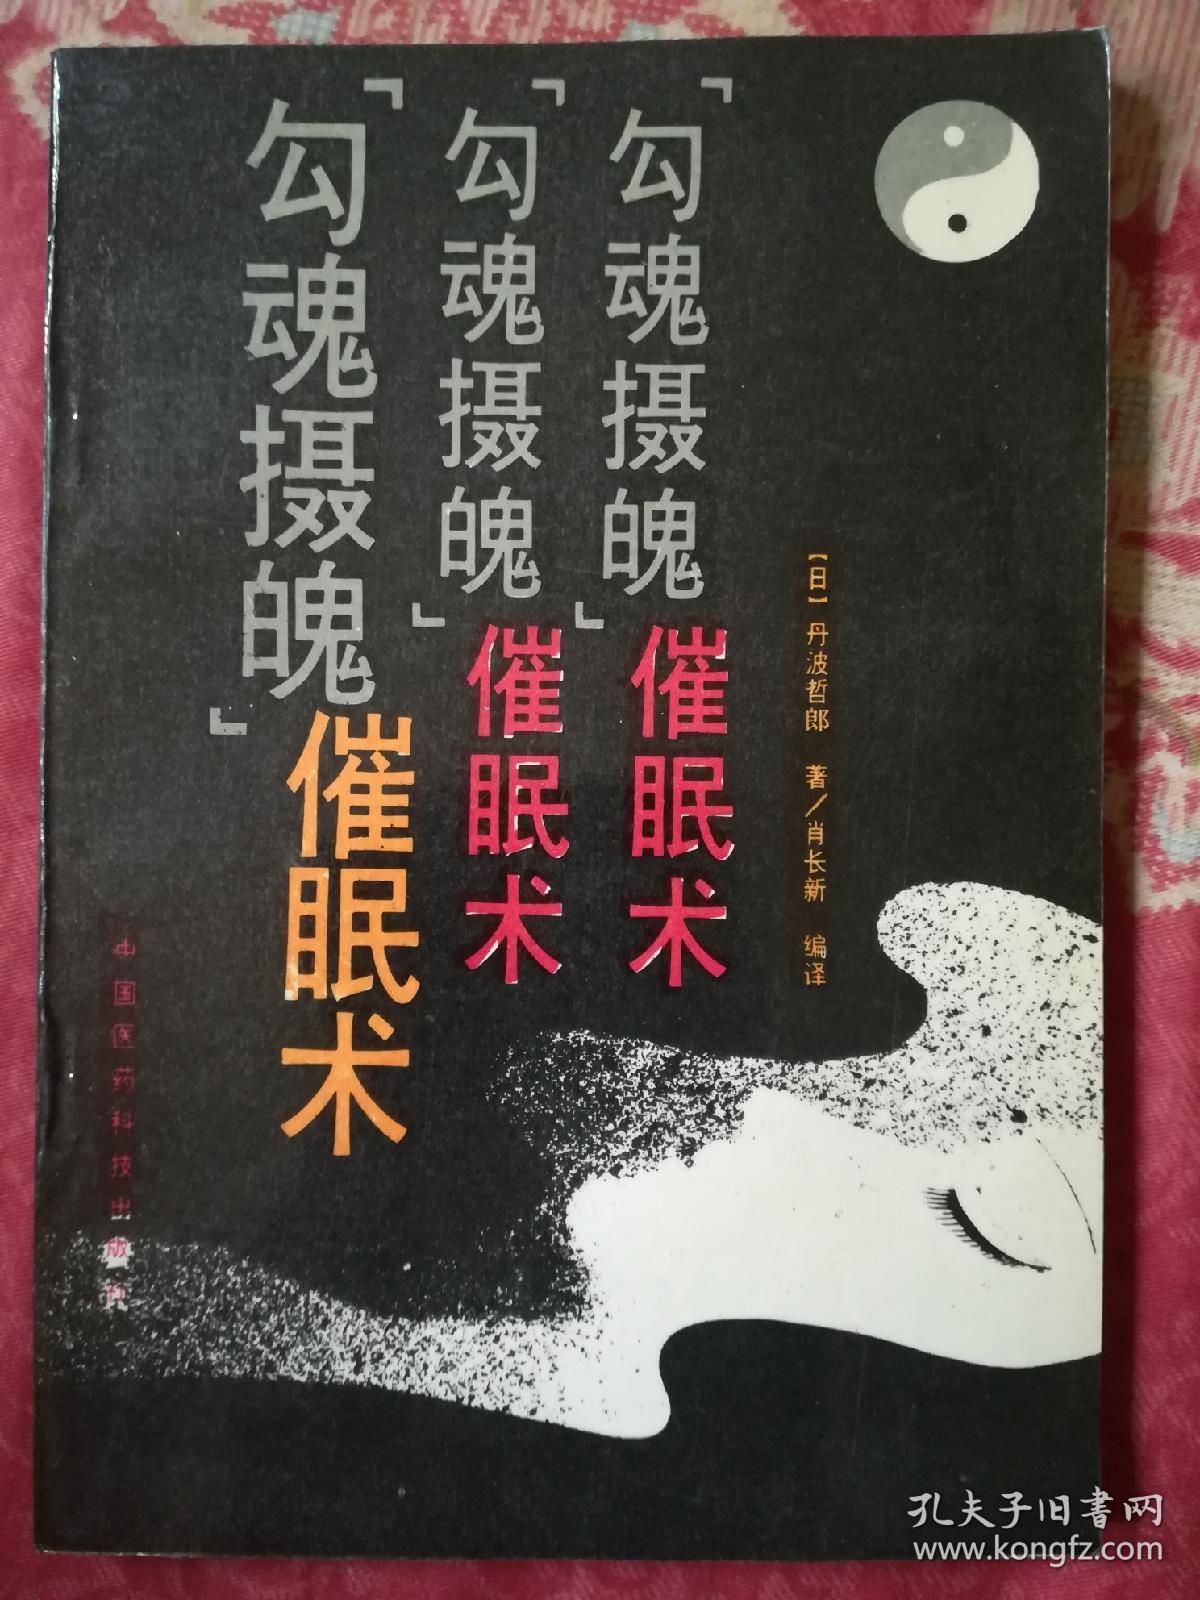 【日】丹波哲郎 著/肖长新 编译
「勾魂摄魄」催眠术
「勾魂摄魄」催眠术
「勾魂摄魄」催眠术
中国医药科技出版社
孔夫子旧書网
www.kongfz.com